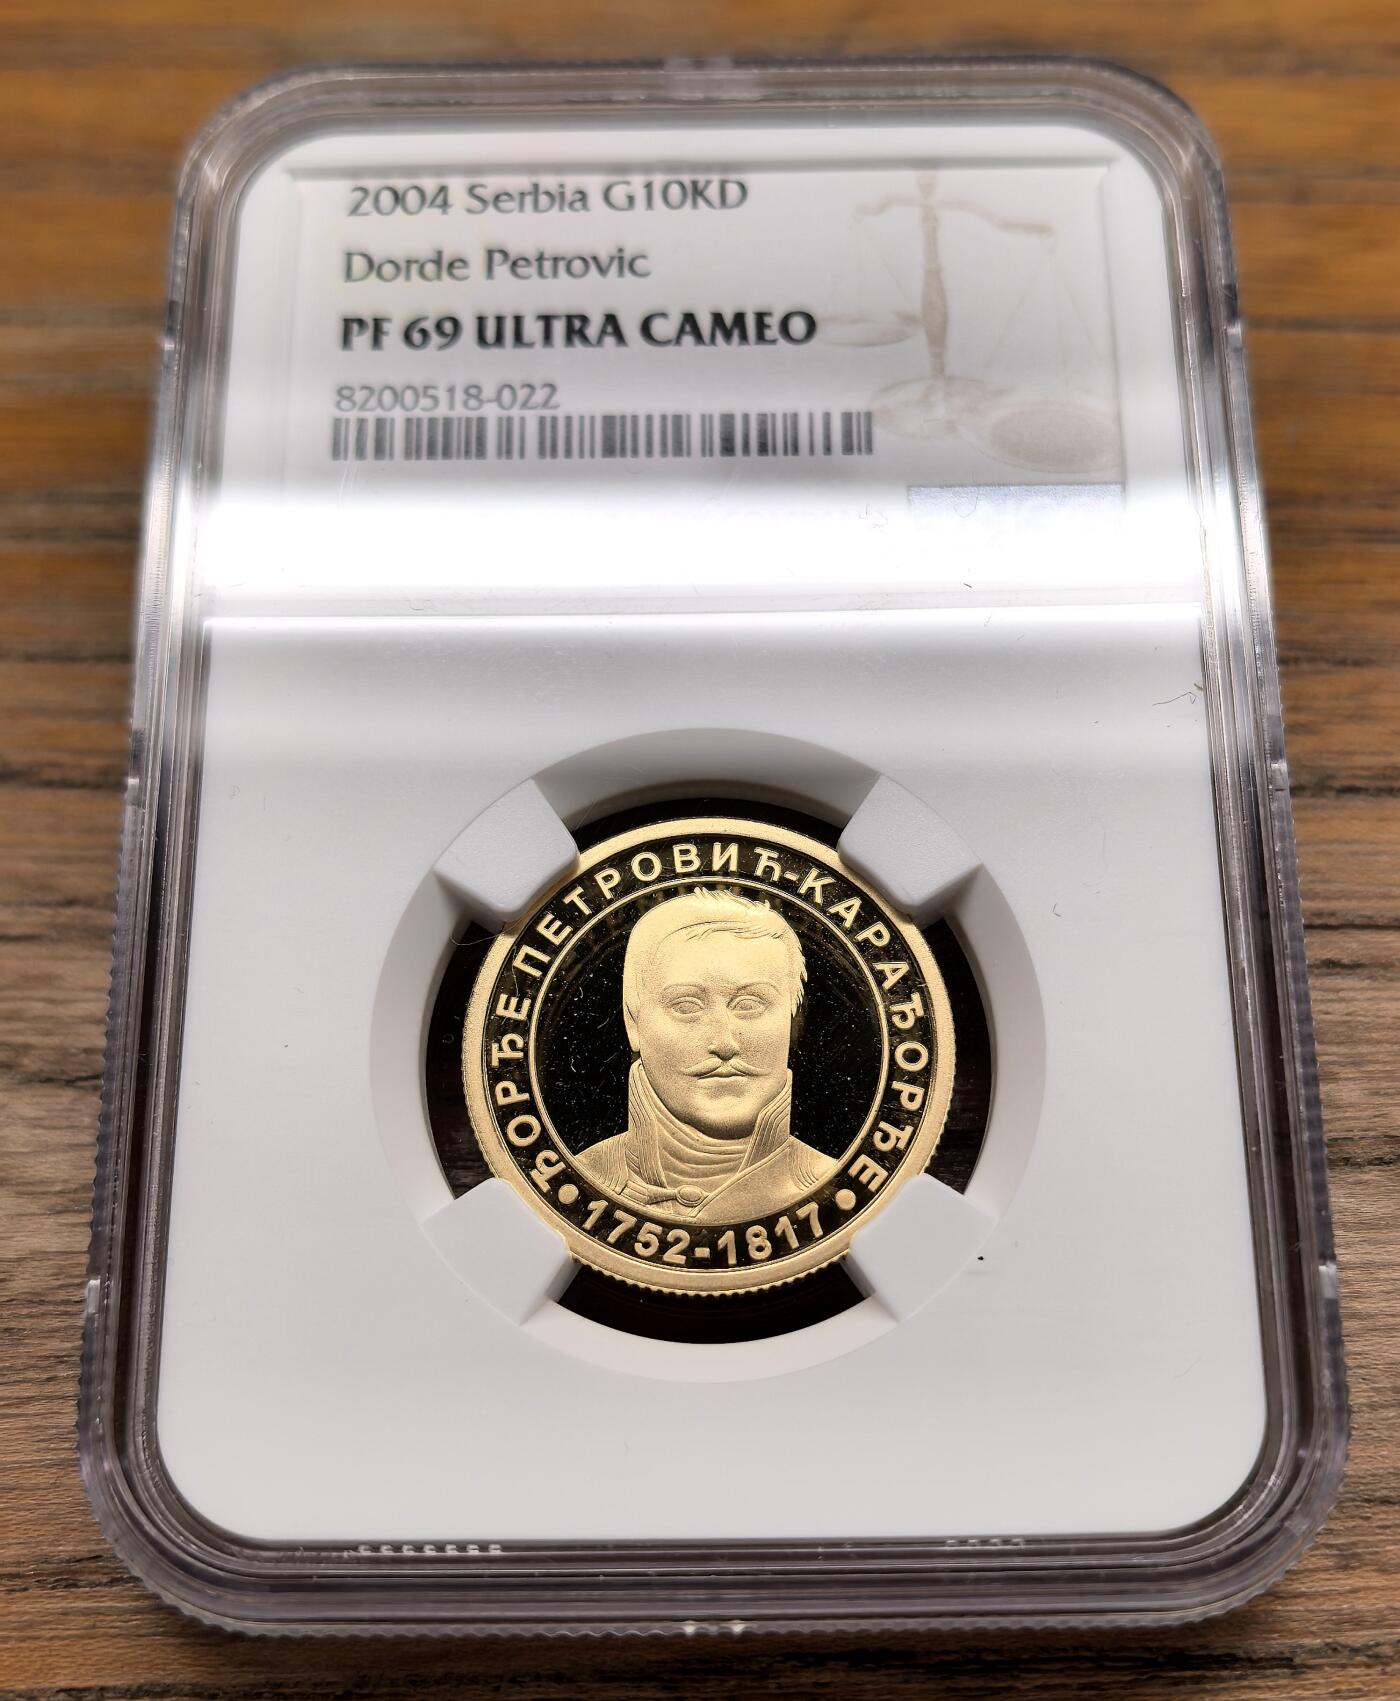 2004 Serbia G10KD
Dorde Petrovic
PF 69 ULTRA CAMEO
8200518-022
ЂОРЂЕ ПЕТРОВИЋ-КАРАЂОРЂЕ
• 1752-1817 •